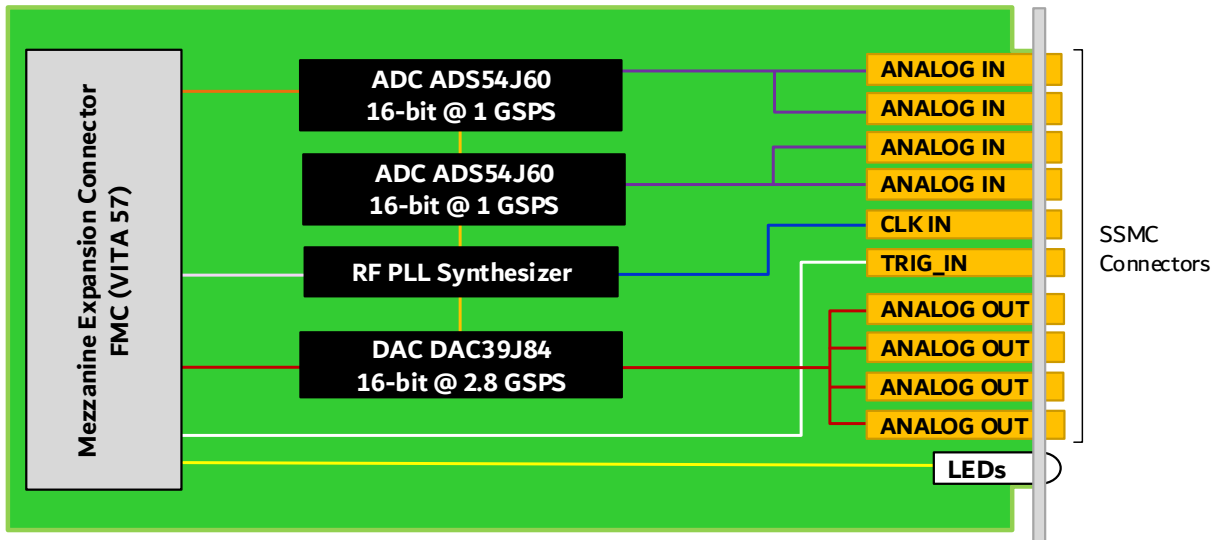 Mezzanine Expansion Connector
FMC (VITA 57)
ADC ADS54J60
16-bit @ 1 GSPS
ADC ADS54J60
16-bit @ 1 GSPS
RF PLL Synthesizer
DAC DAC39J84
16-bit @ 2.8 GSPS
ANALOG IN
ANALOG IN
ANALOG IN
ANALOG IN
CLK IN
TRIG_IN
ANALOG OUT
ANALOG OUT
ANALOG OUT
ANALOG OUT
LEDs
SSMC
Connectors